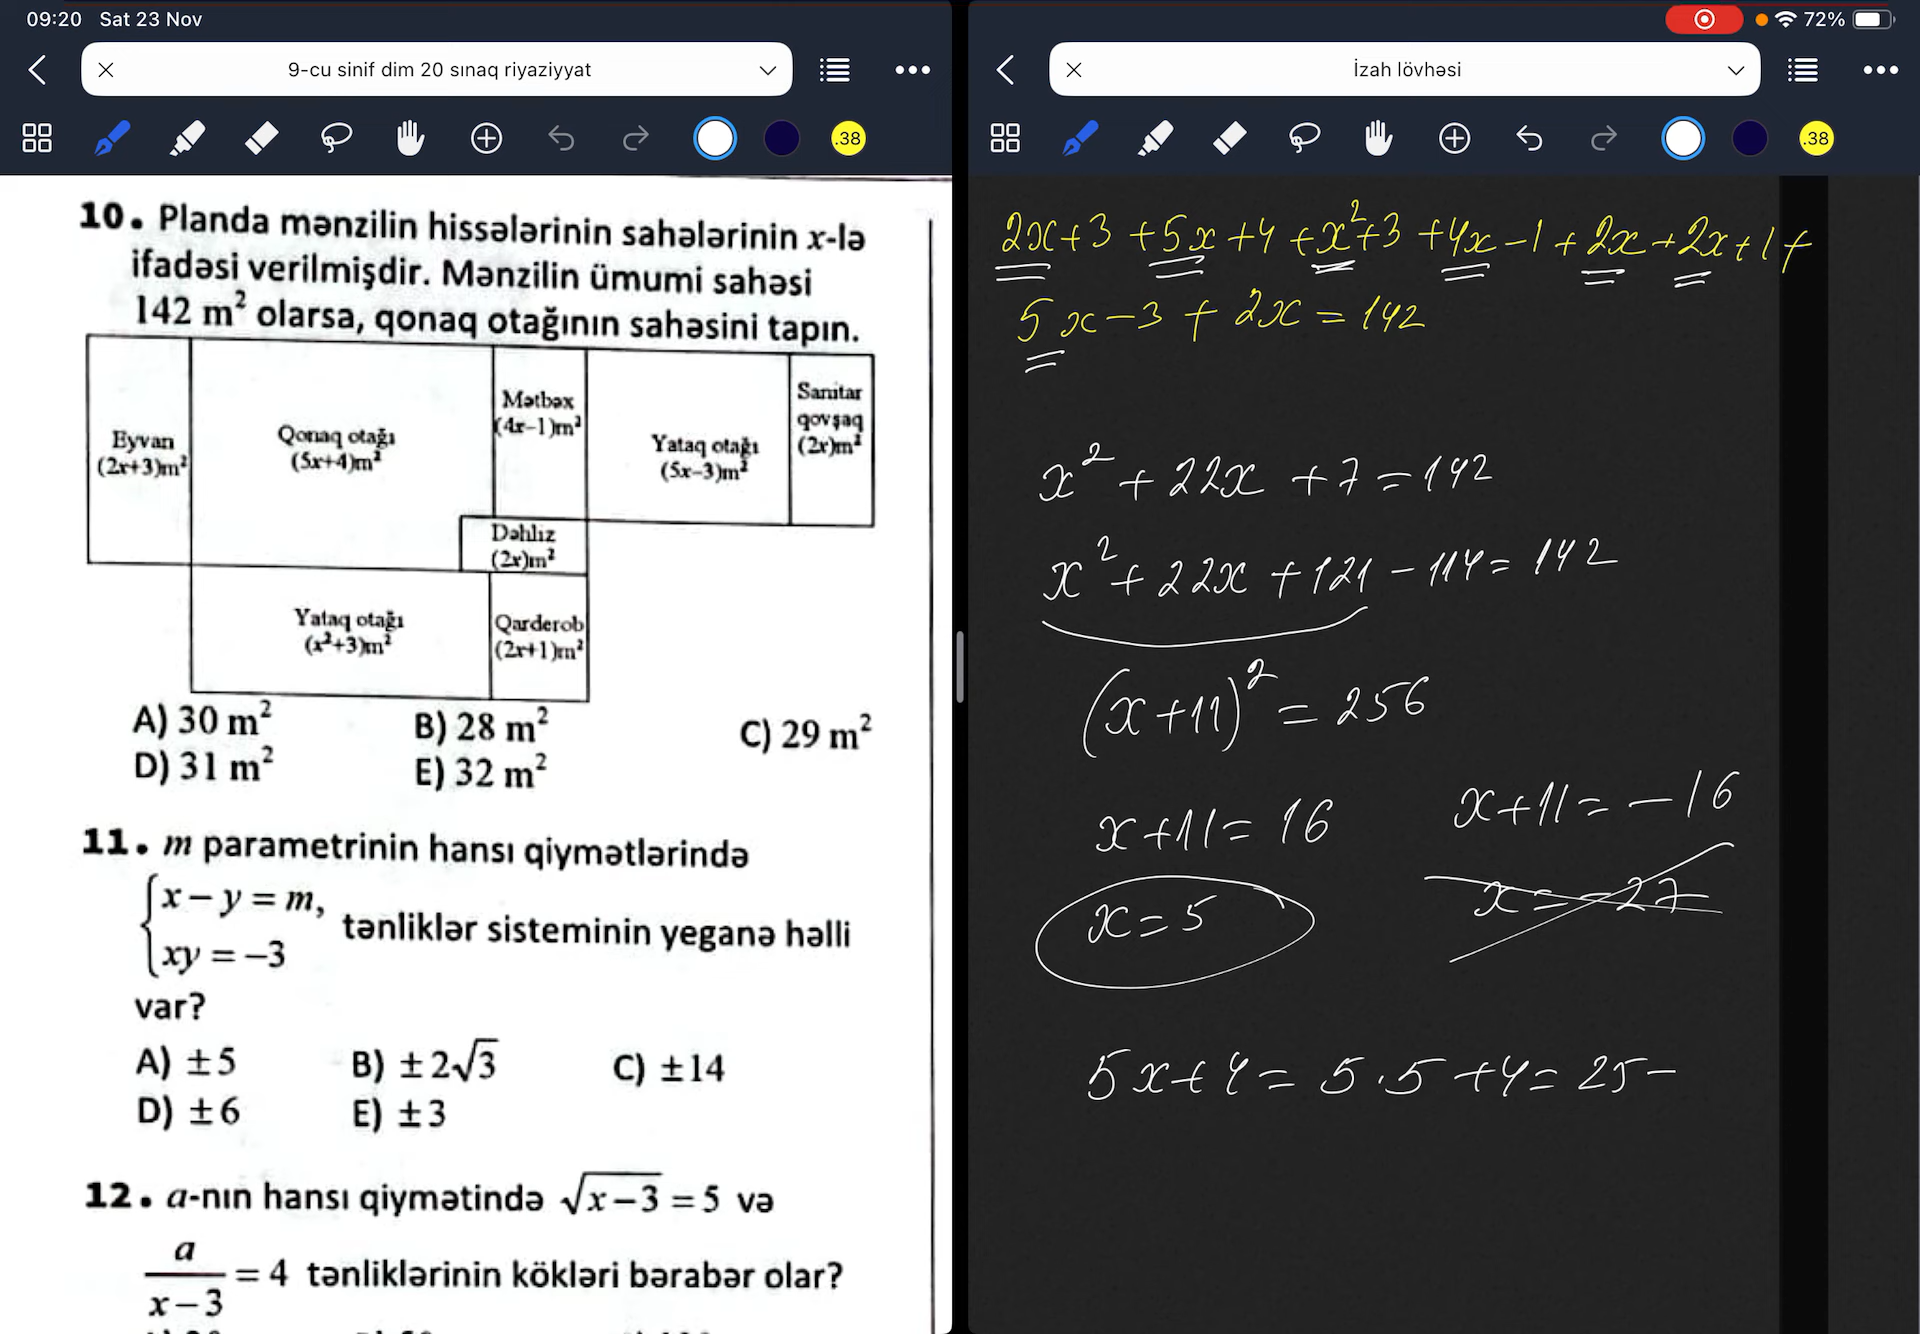 09:20 Sat 23 Nov
72%
9-cu sinif dim 20 sınaq riyaziyyat
İzah lövhəsi
.38
.38
10. Planda mənzilin hissələrinin sahələrinin x-lə
ifadəsi verilmişdir. Mənzilin ümumi sahəsi
142 m² olarsa, qonaq otağının sahəsini tapın.
Eyvan
(2x+3)m²
Qonaq otağı
(5x+4)m²
Mətbəx
(4x-1)m²
Yataq otağı
(5x-3)m²
Sanitar
qovşaq
(2x)m²
Dəhliz
(2x)m²
Yataq otağı
(x²+3)m²
Qarderob
(2x+1)m²
A) 30 m² B) 28 m² C) 29 m²
D) 31 m² E) 32 m²
11. m parametrinin hansı qiymətlərində
{x − y = m,
xy = −3 tənliklər sisteminin yeganə həlli
var?
A) ±5 B) ±2√3 C) ±14
D) ±6 E) ±3
12. a-nın hansı qiymətində √x−3 = 5 və
a/x−3 = 4 tənliklərinin kökləri bərabər olar?
2x+3 +5x+4 +x²+3 +4x-1+2x+2x+1+
5x-3+2x=142
x²+22x+7=142
x²+22x+121-114=142
(x+11)²=256
x+11=16
x+11=-16
x=5
x=-27
5x+4=5·5+4=25-